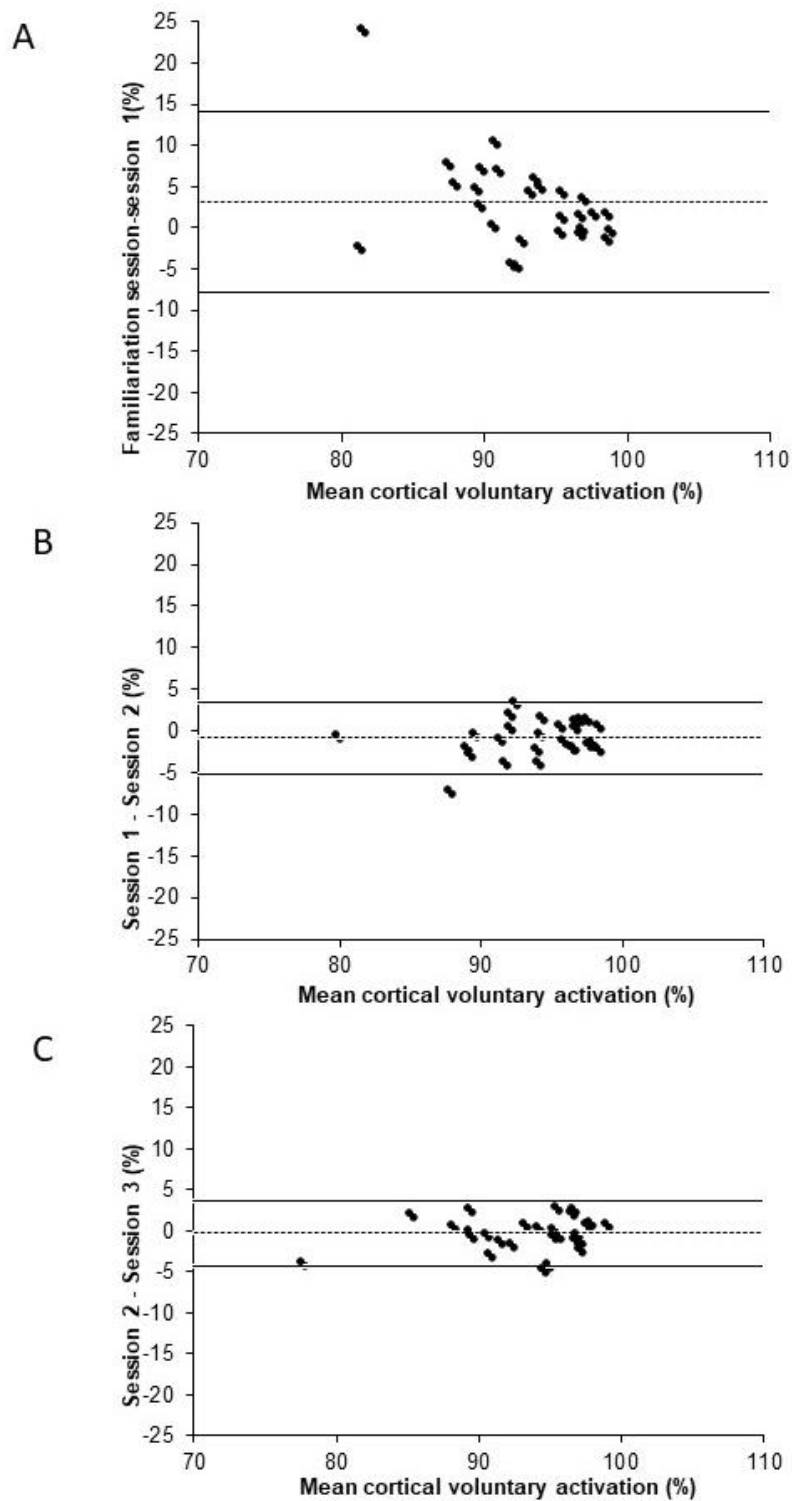 A
Familiariation session-session 1(%)
25
20
15
10
5
0
-5
-10
-15
-20
-25
70 80 90 100 110
Mean cortical voluntary activation (%)
B
Session 1 - Session 2 (%)
25
20
15
10
5
0
-5
-10
-15
-20
-25
70 80 90 100 110
Mean cortical voluntary activation (%)
C
Session 2 - Session 3 (%)
25
20
15
10
5
0
-5
-10
-15
-20
-25
70 80 90 100 110
Mean cortical voluntary activation (%)